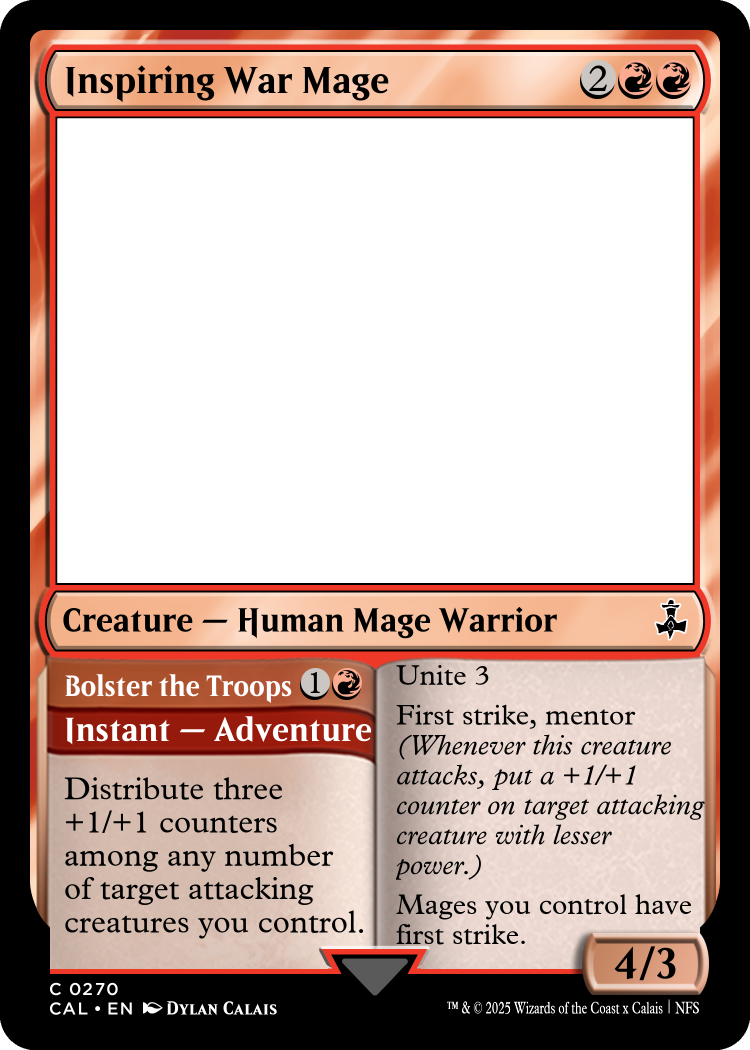 Inspiring War Mage 2
Creature — Human Mage Warrior
Bolster the Troops 1
Instant — Adventure
Distribute three
+1/+1 counters
among any number
of target attacking
creatures you control.
Unite 3
First strike, mentor
(Whenever this creature
attacks, put a +1/+1
counter on target attacking
creature with lesser
power.)
Mages you control have
first strike.
4/3
C 0270
CAL • EN Dylan Calais
™ & © 2025 Wizards of the Coast x Calais | NFS